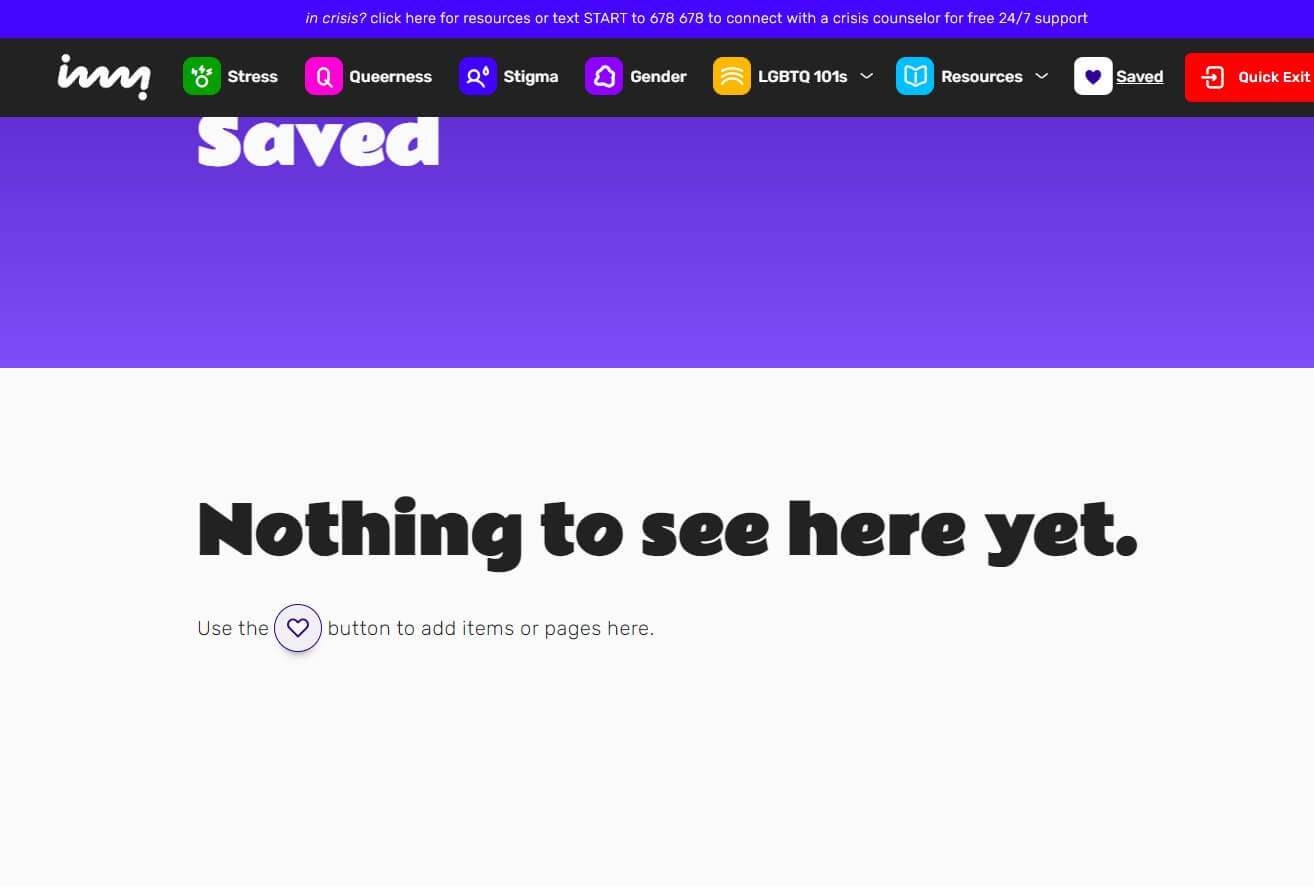 in crisis? click here for resources or text START to 678 678 to connect with a crisis counselor for free 24/7 support
imi Stress Queerness Stigma Gender LGBTQ 101s Resources Saved Quick Exit
Saved
Nothing to see here yet.
Use the button to add items or pages here.